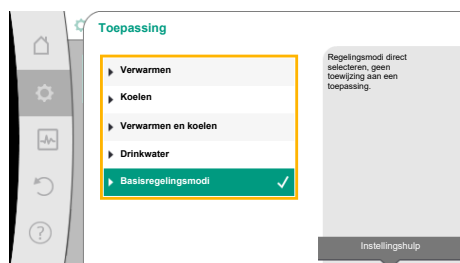 Toepassing
Verwarmen
Koelen
Verwarmen en koelen
Drinkwater
Basisregelingsmodi
Regelingsmodi direct
selecteren, geen
toewijzing aan een
toepassing.
Instellingshulp